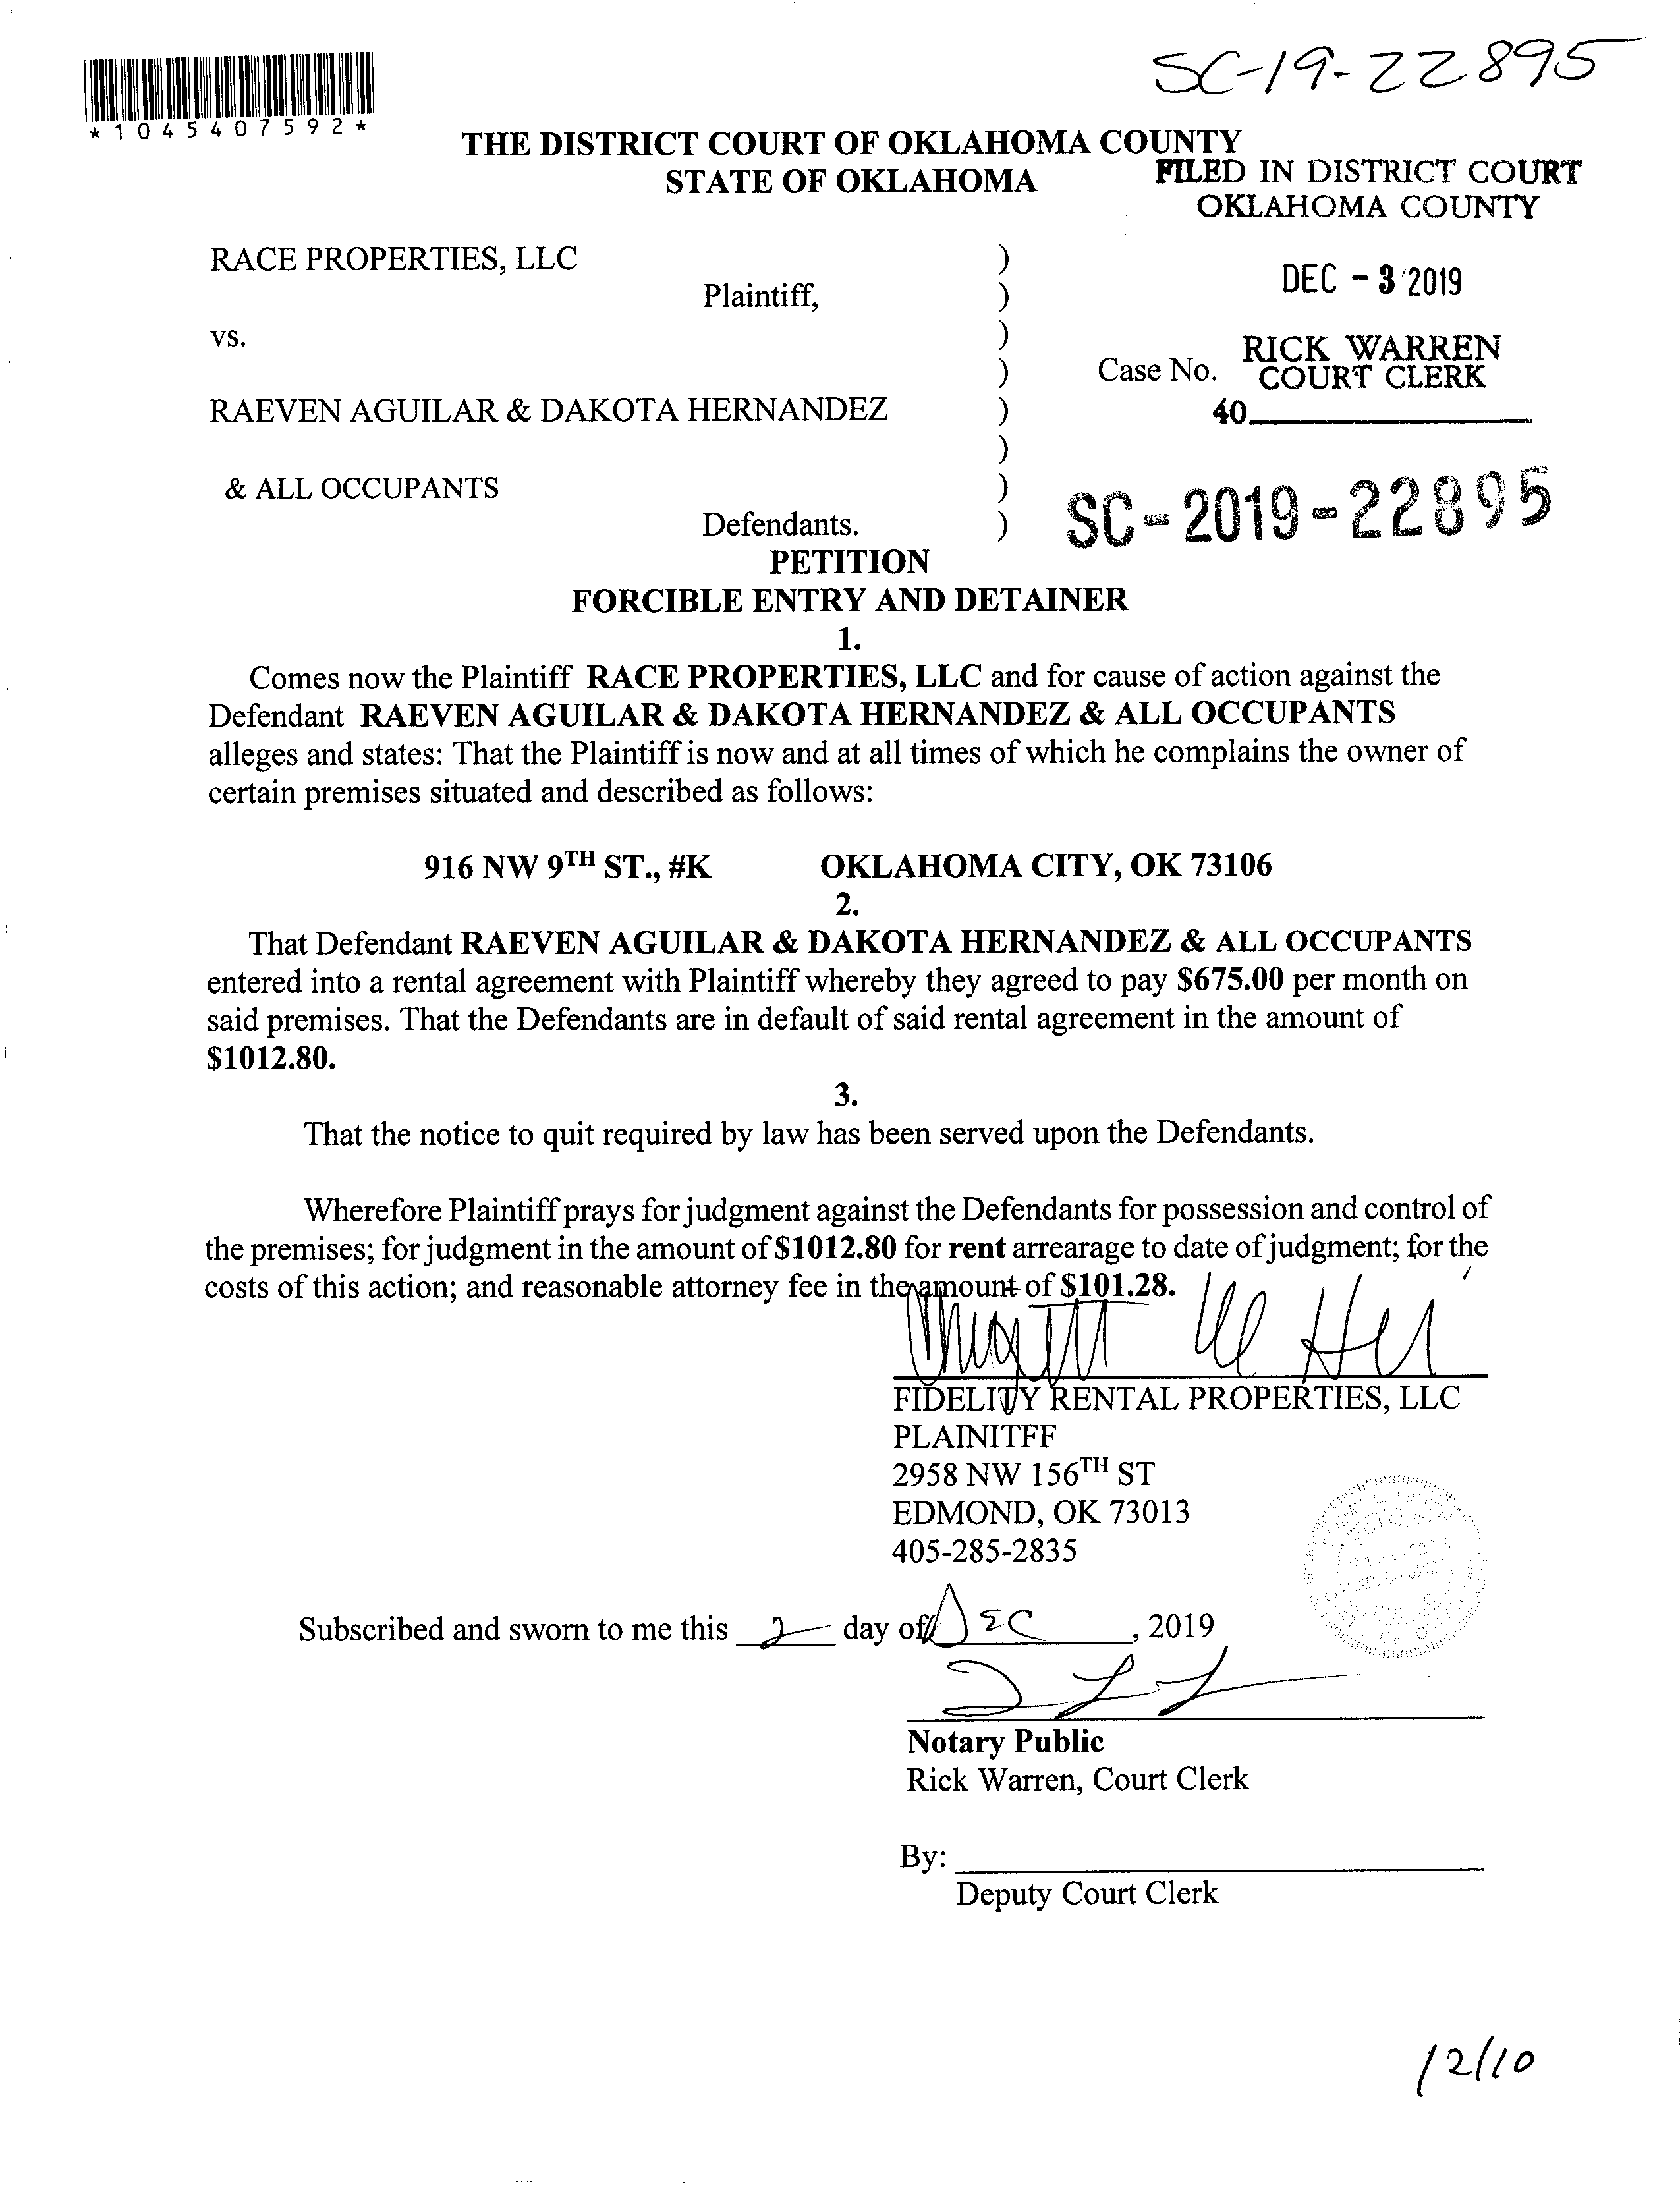 SC-19-22895
*1045407592*
THE DISTRICT COURT OF OKLAHOMA COUNTY
STATE OF OKLAHOMA
FILED IN DISTRICT COURT
OKLAHOMA COUNTY
RACE PROPERTIES, LLC )
Plaintiff, )
DEC - 3 2019
vs. )
)
RICK WARREN
Case No. COURT CLERK
RAEVEN AGUILAR & DAKOTA HERNANDEZ )
40
)
& ALL OCCUPANTS )
SC-2019-22895
Defendants. )
PETITION
FORCIBLE ENTRY AND DETAINER
1.
Comes now the Plaintiff RACE PROPERTIES, LLC and for cause of action against the
Defendant RAEVEN AGUILAR & DAKOTA HERNANDEZ & ALL OCCUPANTS
alleges and states: That the Plaintiff is now and at all times of which he complains the owner of
certain premises situated and described as follows:
916 NW 9TH ST., #K OKLAHOMA CITY, OK 73106
2.
That Defendant RAEVEN AGUILAR & DAKOTA HERNANDEZ & ALL OCCUPANTS
entered into a rental agreement with Plaintiff whereby they agreed to pay $675.00 per month on
said premises. That the Defendants are in default of said rental agreement in the amount of
$1012.80.
3.
That the notice to quit required by law has been served upon the Defendants.
Wherefore Plaintiff prays for judgment against the Defendants for possession and control of
the premises; for judgment in the amount of $1012.80 for rent arrearage to date of judgment; for the
costs of this action; and reasonable attorney fee in the amount of $101.28.
FIDELITY RENTAL PROPERTIES, LLC
PLAINITFF
2958 NW 156TH ST
EDMOND, OK 73013
405-285-2835
Subscribed and sworn to me this 2 day of DEC, 2019
Notary Public
Rick Warren, Court Clerk
By:
Deputy Court Clerk
12/10